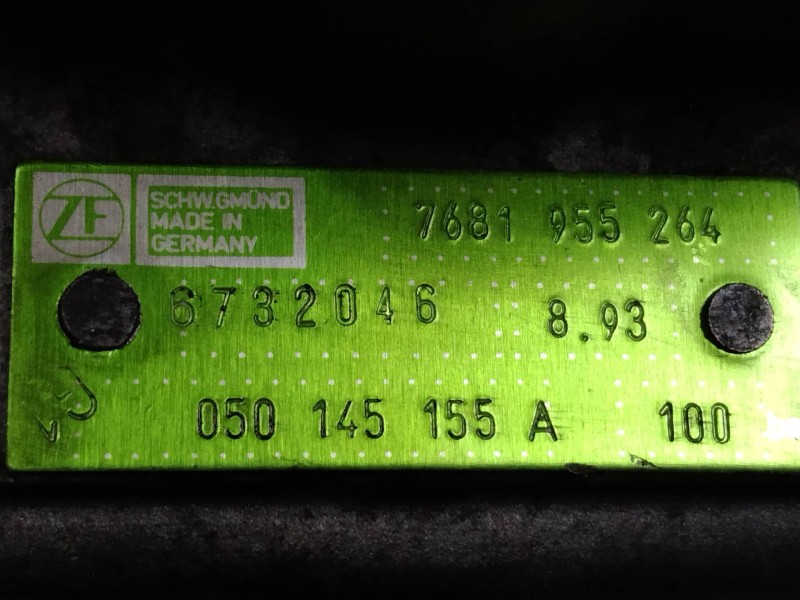 ZF
SCHW.GMÜND
MADE IN
GERMANY
7681 955 264
6732046
8.93
050 145 155 A 100